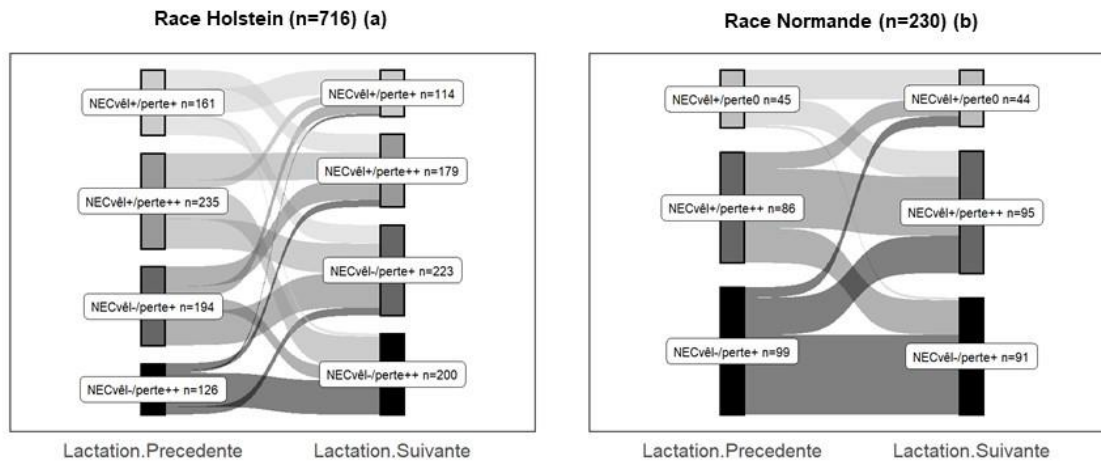 Race Holstein (n=716) (a)
NECvêl+/perte+ n=161
NECvêl+/perte++ n=235
NECvêl-/perte+ n=194
NECvêl-/perte++ n=126
NECvêl+/perte+ n=114
NECvêl+/perte++ n=179
NECvêl-/perte+ n=223
NECvêl-/perte++ n=200
Lactation.Precedente
Lactation.Suivante
Race Normande (n=230) (b)
NECvêl+/perte0 n=45
NECvêl+/perte++ n=86
NECvêl-/perte+ n=99
NECvêl+/perte0 n=44
NECvêl+/perte++ n=95
NECvêl-/perte+ n=91
Lactation.Precedente
Lactation.Suivante